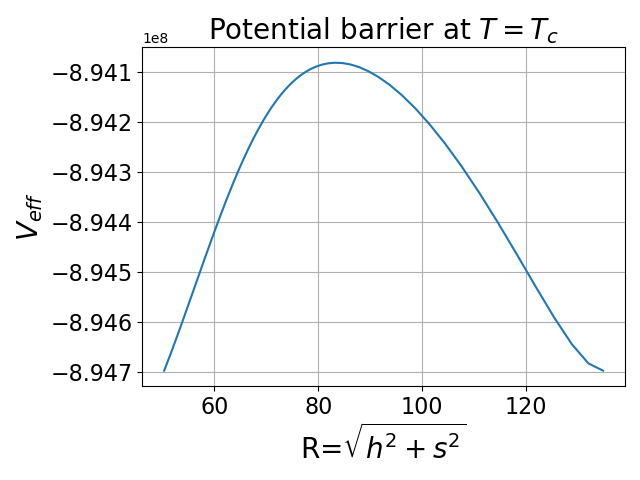 Potential barrier at T = T_c
1e8
−8.941
−8.942
−8.943
−8.944
−8.945
−8.946
−8.947
V_eff
60 80 100 120
R=√h² + s²